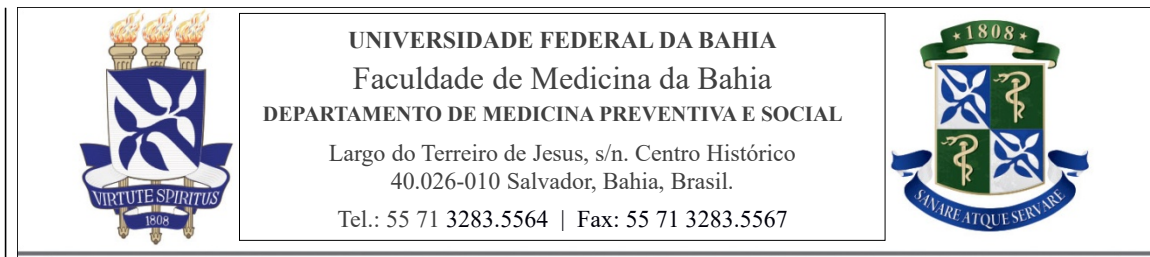 UNIVERSIDADE FEDERAL DA BAHIA
Faculdade de Medicina da Bahia
DEPARTAMENTO DE MEDICINA PREVENTIVA E SOCIAL
Largo do Terreiro de Jesus, s/n. Centro Histórico
40.026-010 Salvador, Bahia, Brasil.
Tel.: 55 71 3283.5564 | Fax: 55 71 3283.5567
VIRTUTE SPIRITUS
1808
★1808★
SANARE ATQUE SERVARE